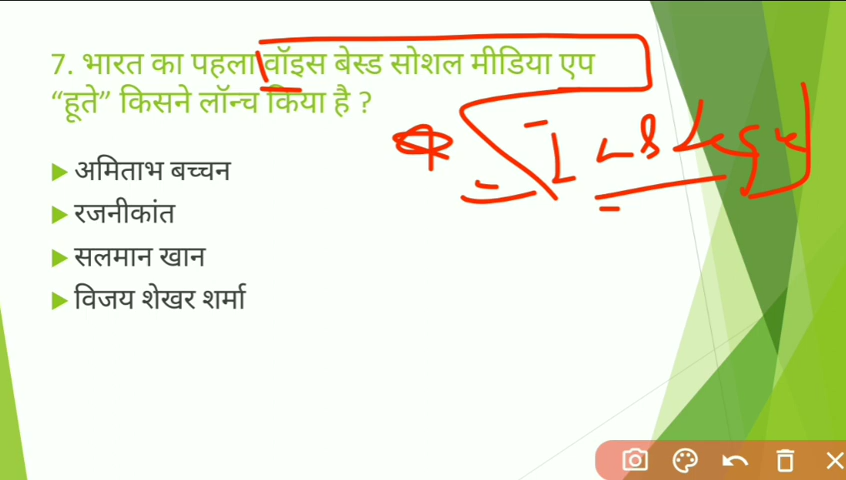 7. भारत का पहला वॉइस बेस्ड सोशल मीडिया एप
“हूते” किसने लॉन्च किया है ?
अमिताभ बच्चन
रजनीकांत
सलमान खान
विजय शेखर शर्मा